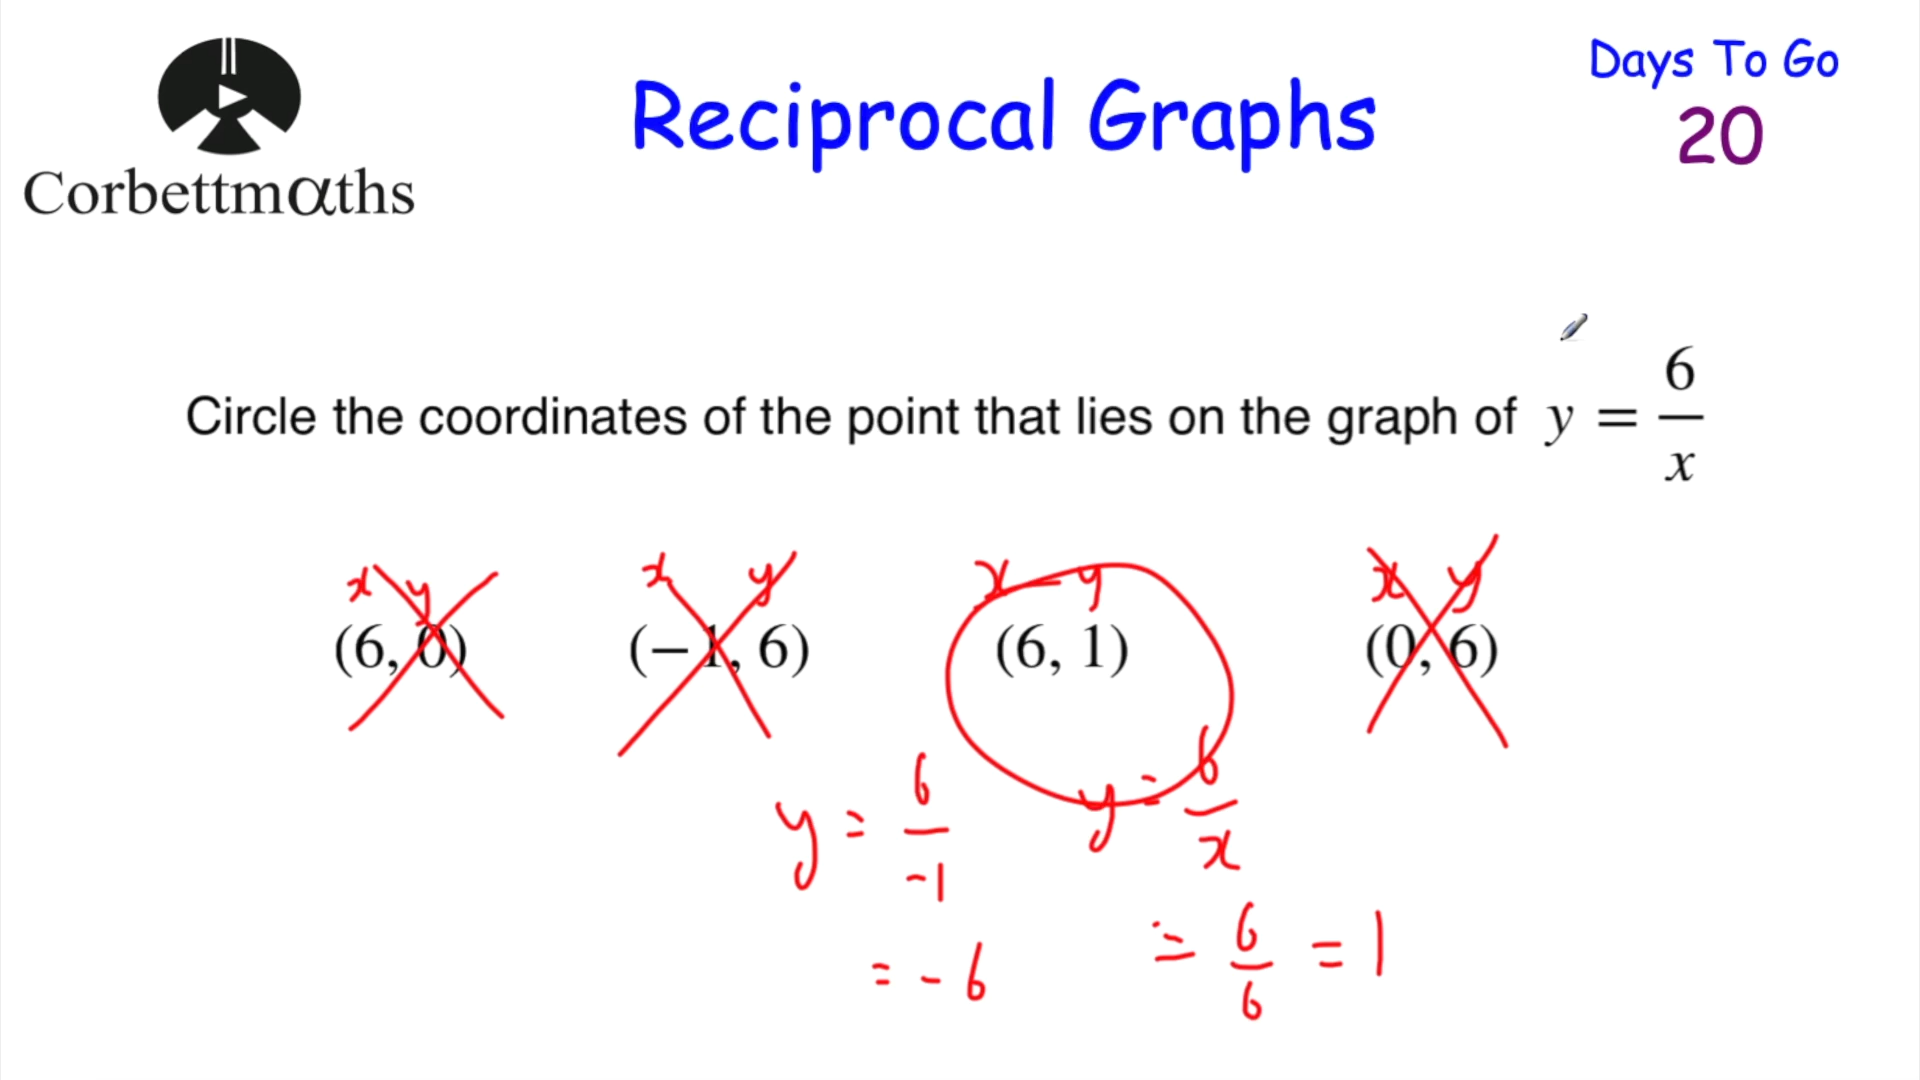 Corbettmαths
Reciprocal Graphs
Days To Go
20
Circle the coordinates of the point that lies on the graph of y = 6/x
x y x y x y x y
(6, 0) (−1, 6) (6, 1) (0, 6)
y = 6/-1 y = 6/x
= -6 = 6/6 = 1